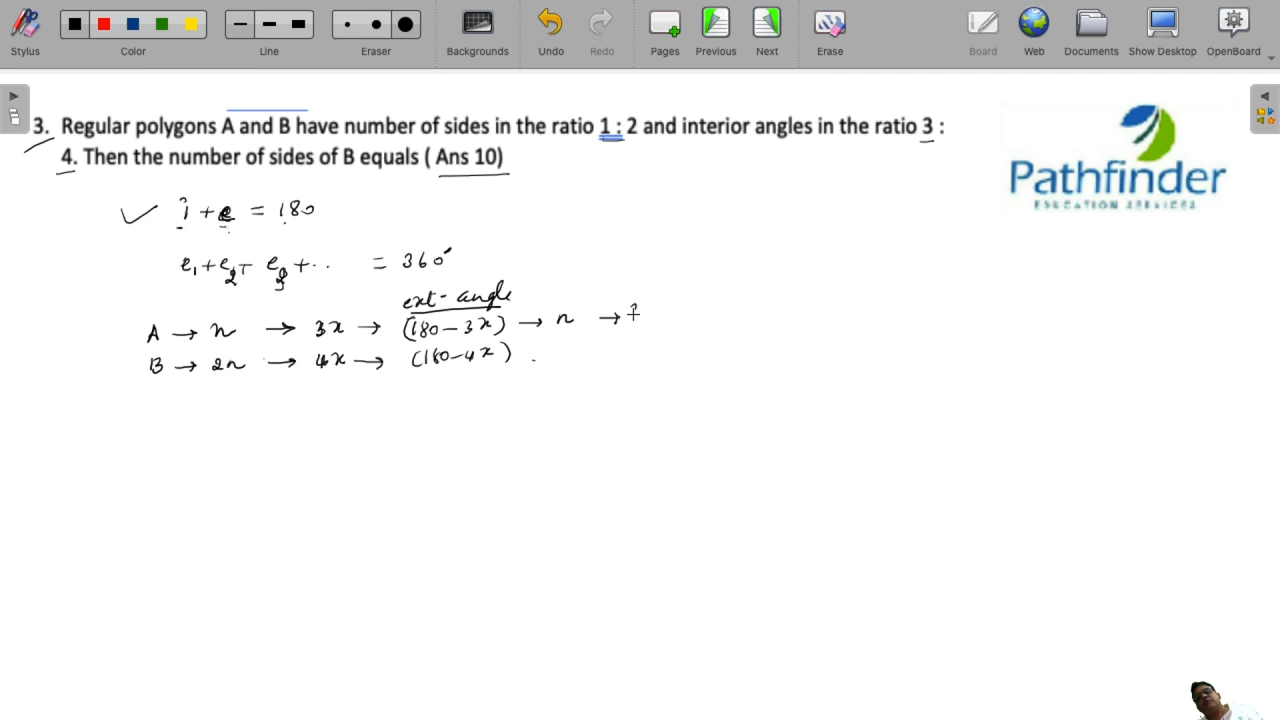 Stylus Color Line Eraser Backgrounds Undo Redo Pages Previous Next Erase Board Web Documents Show Desktop OpenBoard
3. Regular polygons A and B have number of sides in the ratio 1 : 2 and interior angles in the ratio 3 :
4. Then the number of sides of B equals ( Ans 10)
Pathfinder
EDUCATION SERVICES
i + e = 180
e₁ + e₂ + e₃ + .. = 360°
ext- angle
A → n → 3x → (180 - 3x) → n →
B → 2n → 4x → (180 - 4x)